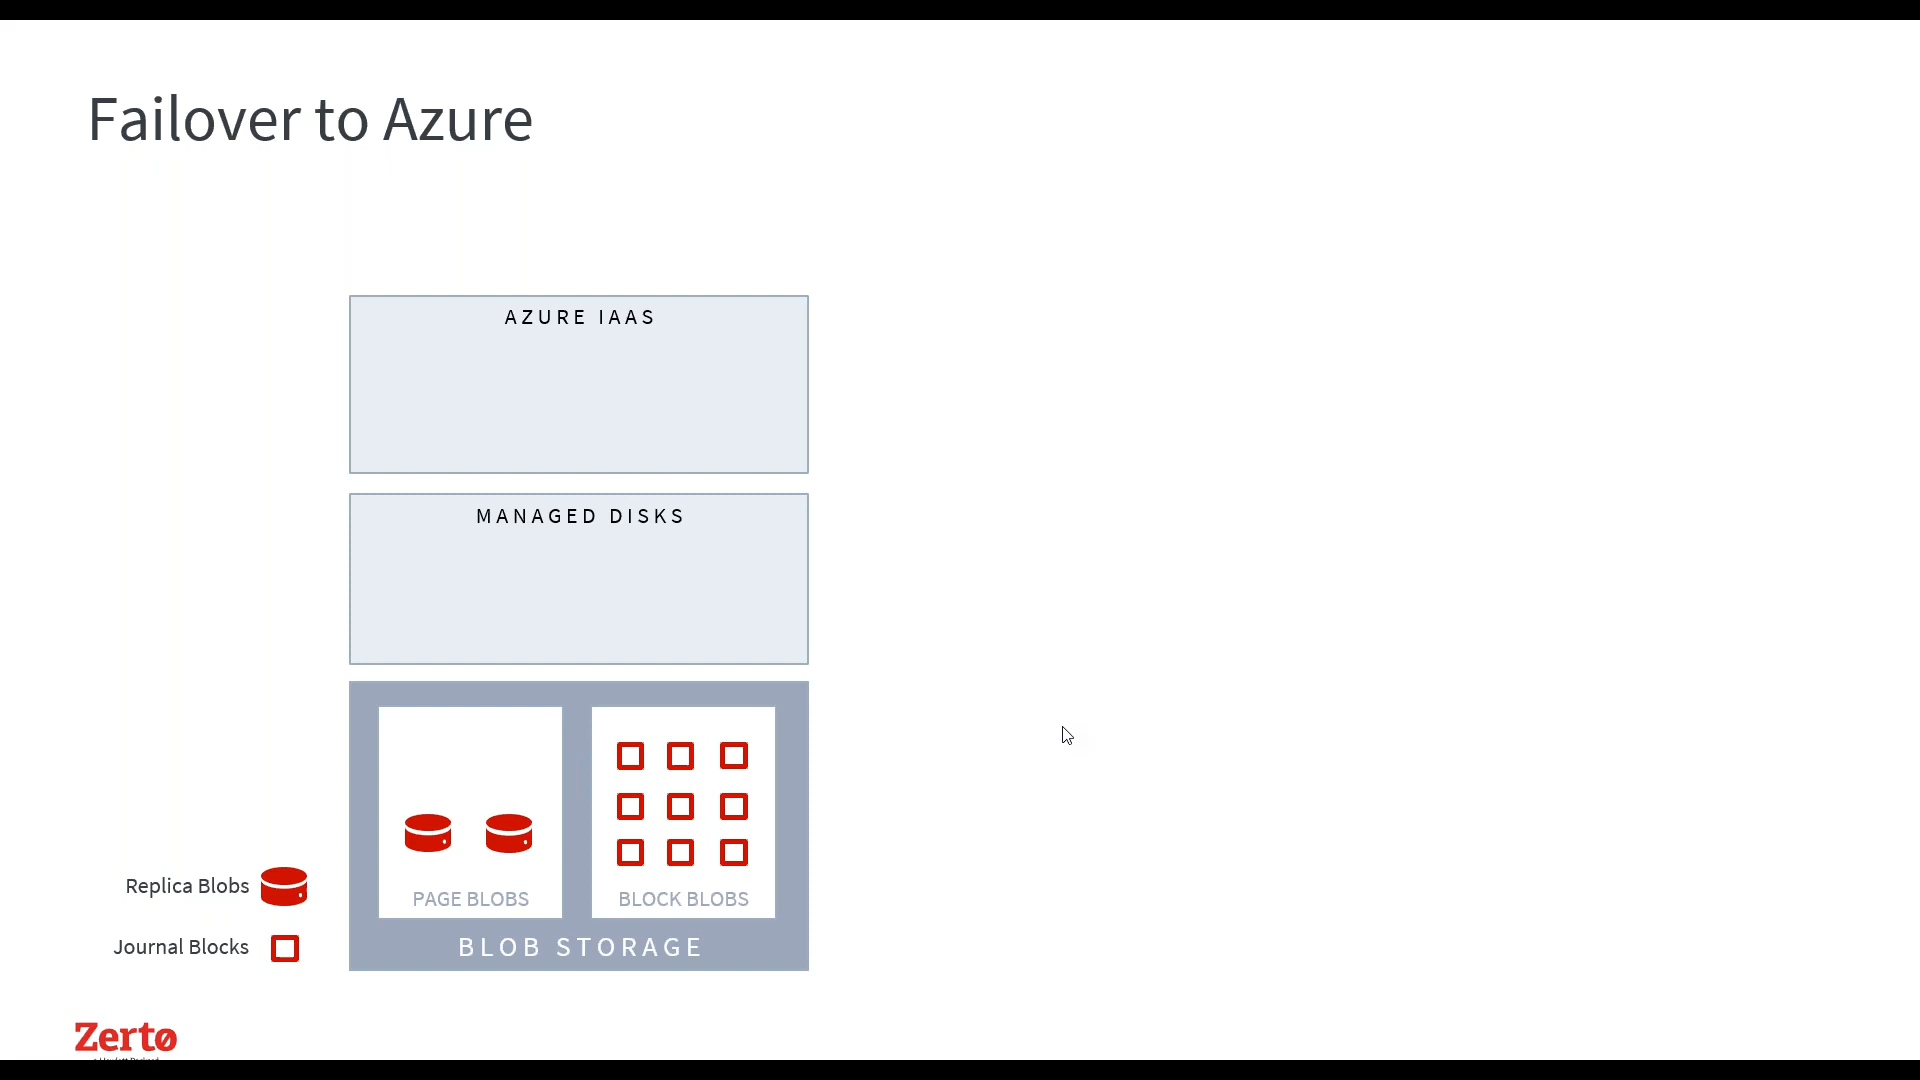 Failover to Azure
AZURE IAAS
MANAGED DISKS
PAGE BLOBS
BLOCK BLOBS
BLOB STORAGE
Replica Blobs
Journal Blocks
Zerto